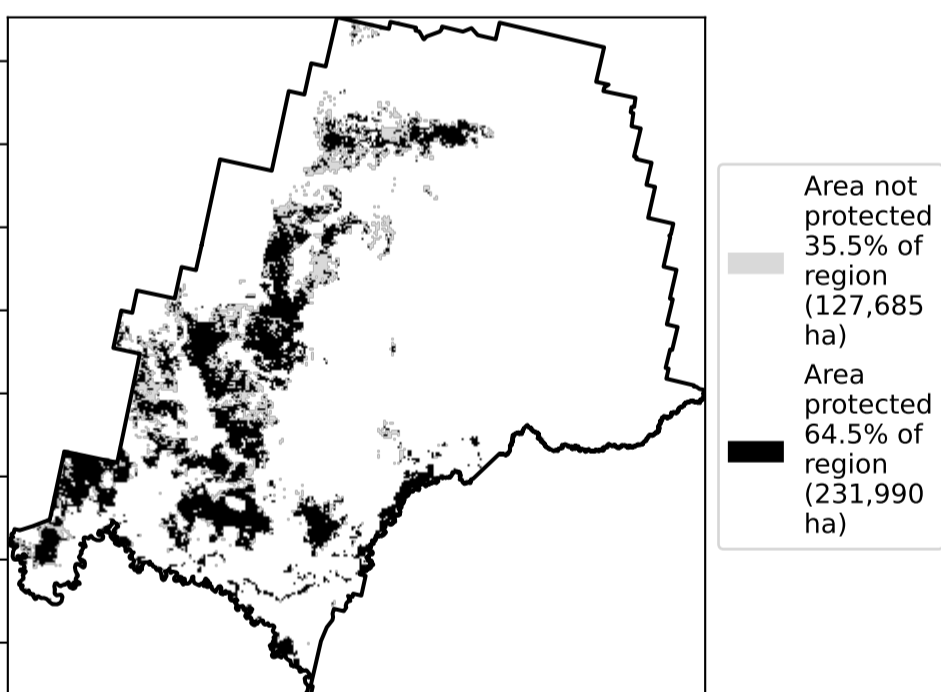 Area not
protected
35.5% of
region
(127,685
ha)
Area
protected
64.5% of
region
(231,990
ha)